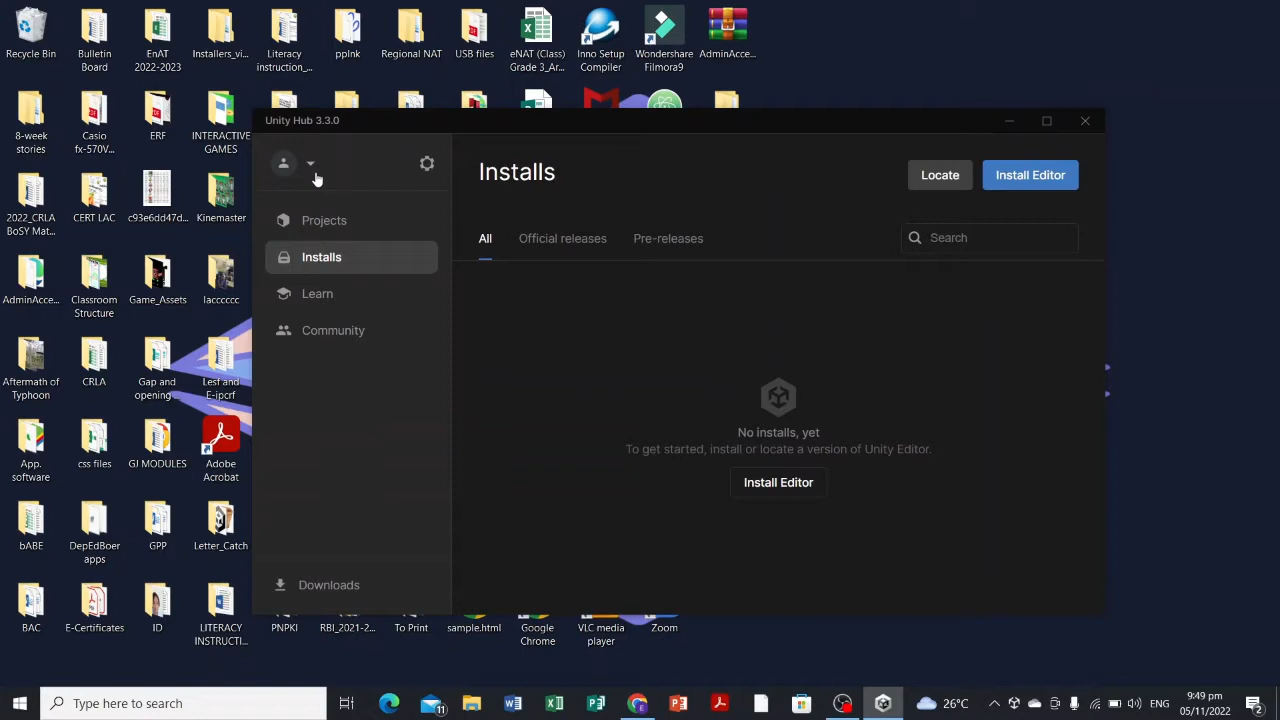 Recycle Bin
Bulletin
Board
EnAT
2022-2023
Installers_vi...
Literacy
instruction_...
ppInk
Regional NAT
USB files
eNAT (Class)
Grade 3_Ar...
Inno Setup
Compiler
Wondershare
Filmora9
AdminAcce...
8-week
stories
Casio
fx-570V...
ERF
INTERACTIVE
GAMES
Unity Hub 3.3.0
Installs
Locate
Install Editor
2022_CRLA
BoSY Mat...
CERT LAC
c93e6dd47d...
Kinemaster
Projects
Installs
Learn
Community
All
Official releases
Pre-releases
Search
AdminAcce...
Classroom
Structure
Game_Assets
lacccccc
Aftermath of
Typhoon
CRLA
Gap and
opening...
Lesf and
E-ipcrf
No installs, yet
To get started, install or locate a version of Unity Editor.
Install Editor
App.
software
css files
GJ MODULES
Adobe
Acrobat
bABE
DepEdBoer
apps
GPP
Letter_Catch
Downloads
BAC
E-Certificates
ID
LITERACY
INSTRUCTI...
PNPKI
RBI_2021-2...
To Print
sample.html
Google
Chrome
VLC media
player
Zoom
Type here to search
11
26°C
ENG
9:49 pm
05/11/2022
2